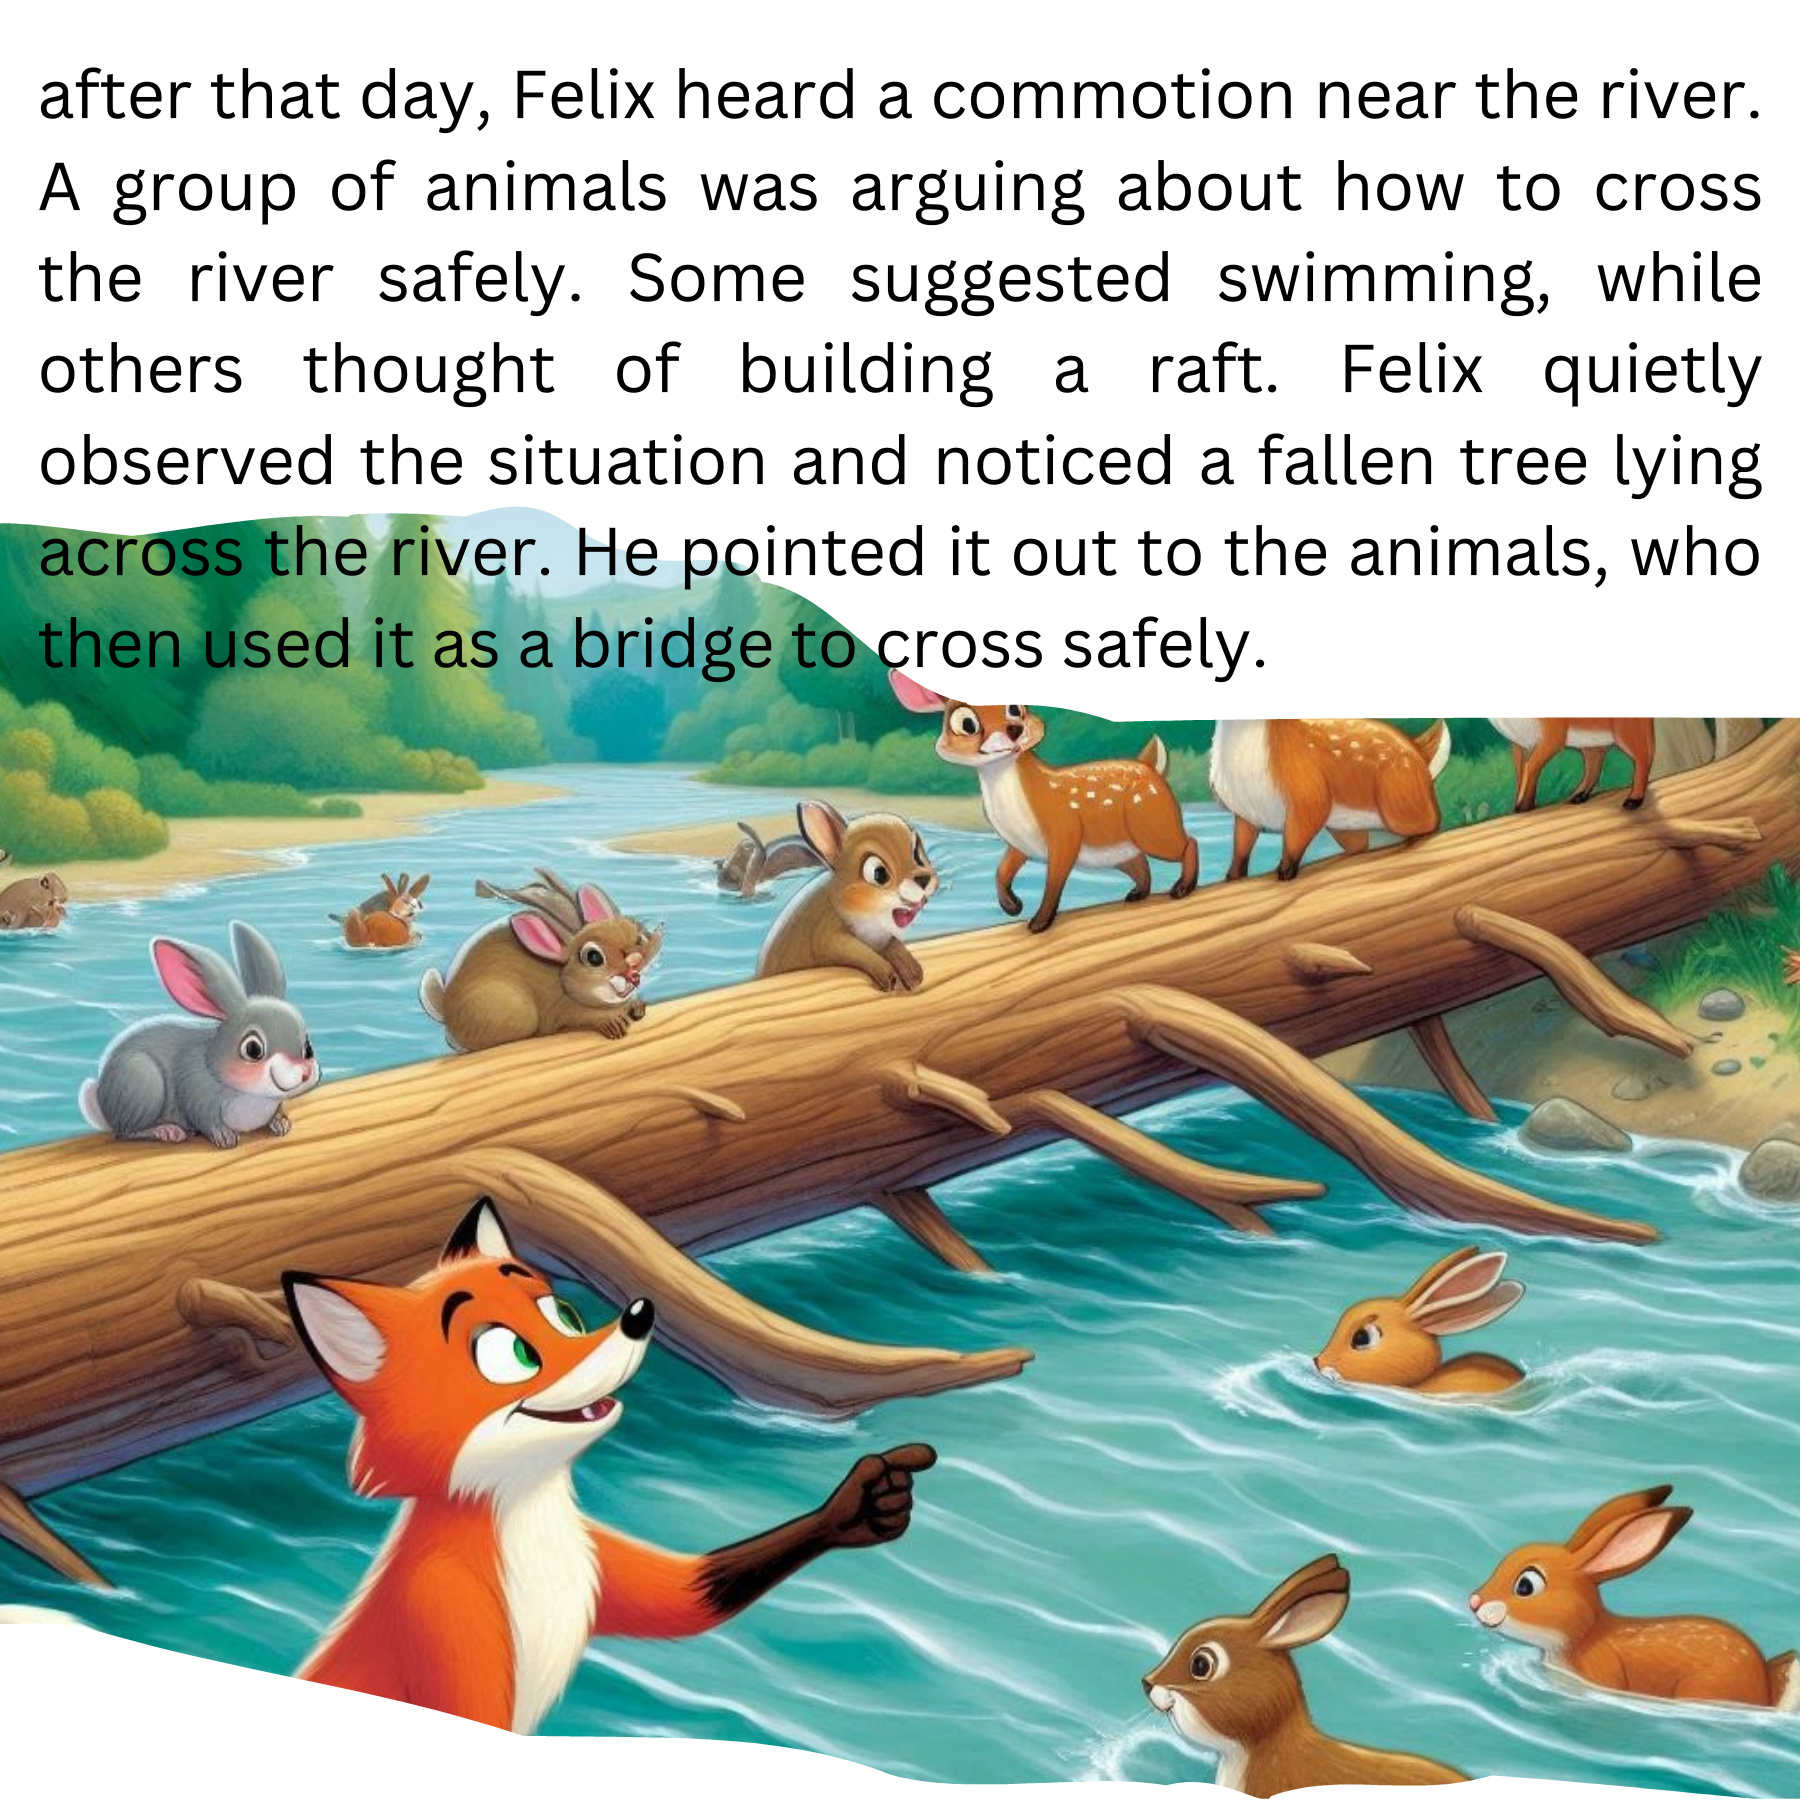 after that day, Felix heard a commotion near the river.
A group of animals was arguing about how to cross
the river safely. Some suggested swimming, while
others thought of building a raft. Felix quietly
observed the situation and noticed a fallen tree lying
across the river. He pointed it out to the animals, who
then used it as a bridge to cross safely.